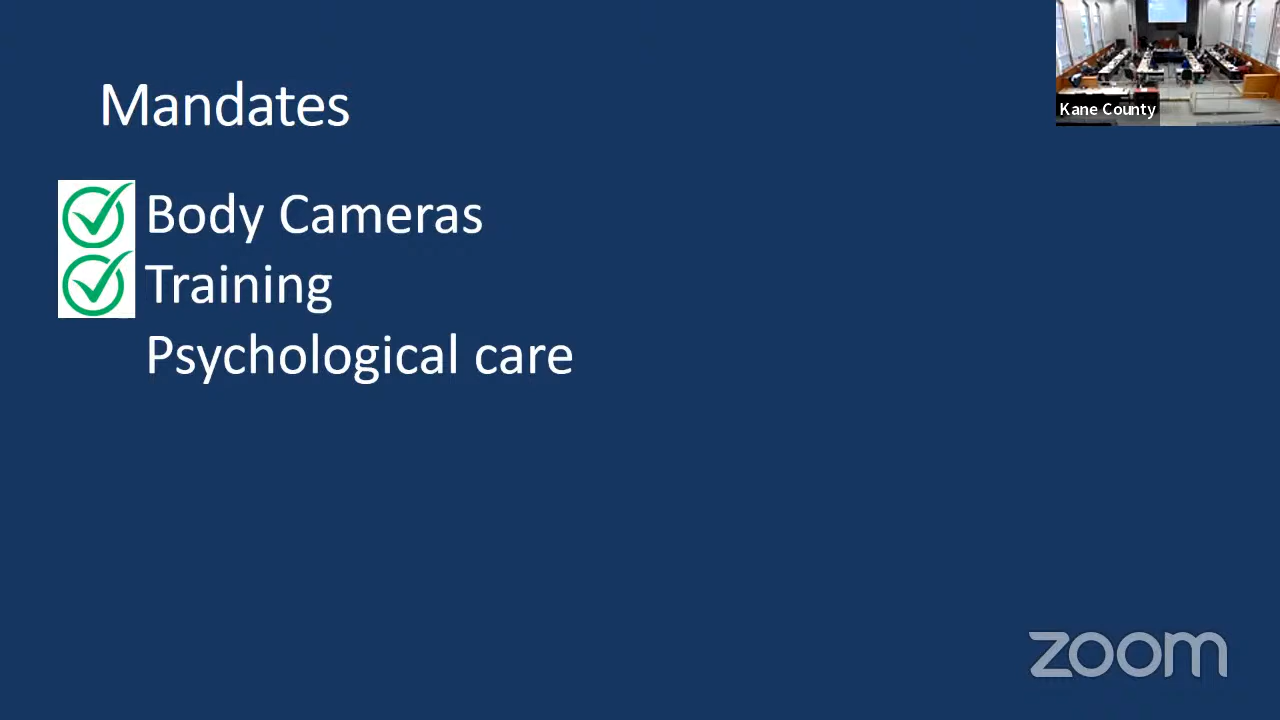 Mandates
Kane County
Body Cameras
Training
Psychological care
zoom